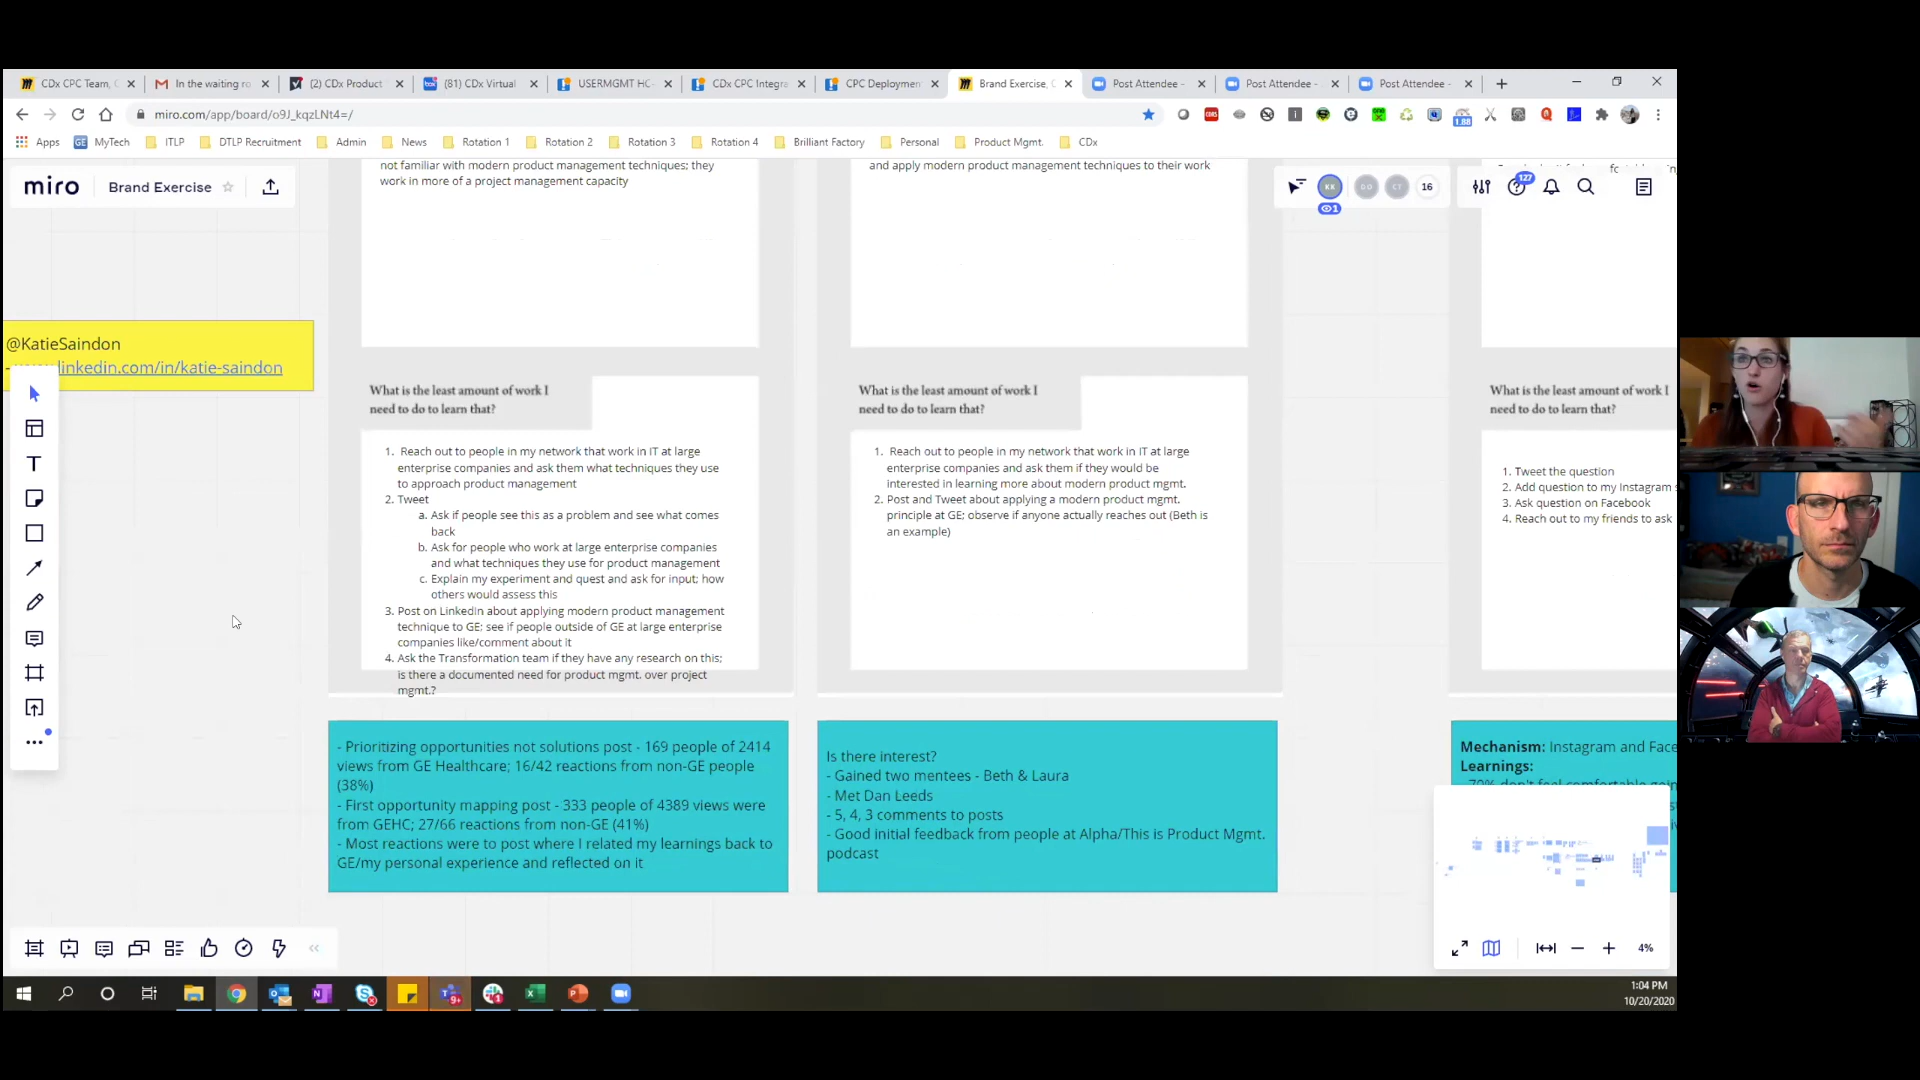 CDx CPC Team, C
In the waiting ro
(2) CDx Product
(81) CDx Virtual
USERMGMT HC-
CDx CPC Integra
CPC Deployment
Brand Exercise, C
Post Attendee -
Post Attendee -
Post Attendee -
miro.com/app/board/o9J_kqzLNt4=/
1.88
Apps
MyTech
ITLP
DTLP Recruitment
Admin
News
Rotation 1
Rotation 2
Rotation 3
Rotation 4
Brilliant Factory
Personal
Product Mgmt.
CDx
miro
Brand Exercise
KK
DO
CT
16
127
1
not familiar with modern product management techniques; they
work in more of a project management capacity
and apply modern product management techniques to their work
@KatieSaindon
linkedin.com/in/katie-saindon
What is the least amount of work I
need to do to learn that?
1. Reach out to people in my network that work in IT at large
enterprise companies and ask them what techniques they use
to approach product management
2. Tweet
a. Ask if people see this as a problem and see what comes
back
b. Ask for people who work at large enterprise companies
and what techniques they use for product management
c. Explain my experiment and quest and ask for input; how
others would assess this
3. Post on LinkedIn about applying modern product management
technique to GE; see if people outside of GE at large enterprise
companies like/comment about it
4. Ask the Transformation team if they have any research on this;
is there a documented need for product mgmt. over project
mgmt.?
What is the least amount of work I
need to do to learn that?
1. Reach out to people in my network that work in IT at large
enterprise companies and ask them if they would be
interested in learning more about modern product mgmt.
2. Post and Tweet about applying a modern product mgmt.
principle at GE; observe if anyone actually reaches out (Beth is
an example)
What is the least amount of work I
need to do to learn that?
1. Tweet the question
2. Add question to my Instagram s
3. Ask question on Facebook
4. Reach out to my friends to ask
- Prioritizing opportunities not solutions post - 169 people of 2414
views from GE Healthcare; 16/42 reactions from non-GE people
(38%)
- First opportunity mapping post - 333 people of 4389 views were
from GEHC; 27/66 reactions from non-GE (41%)
- Most reactions were to post where I related my learnings back to
GE/my personal experience and reflected on it
Is there interest?
- Gained two mentees - Beth & Laura
- Met Dan Leeds
- 5, 4, 3 comments to posts
- Good initial feedback from people at Alpha/This is Product Mgmt.
podcast
Mechanism: Instagram and Face
Learnings:
4%
1:04 PM
10/20/2020